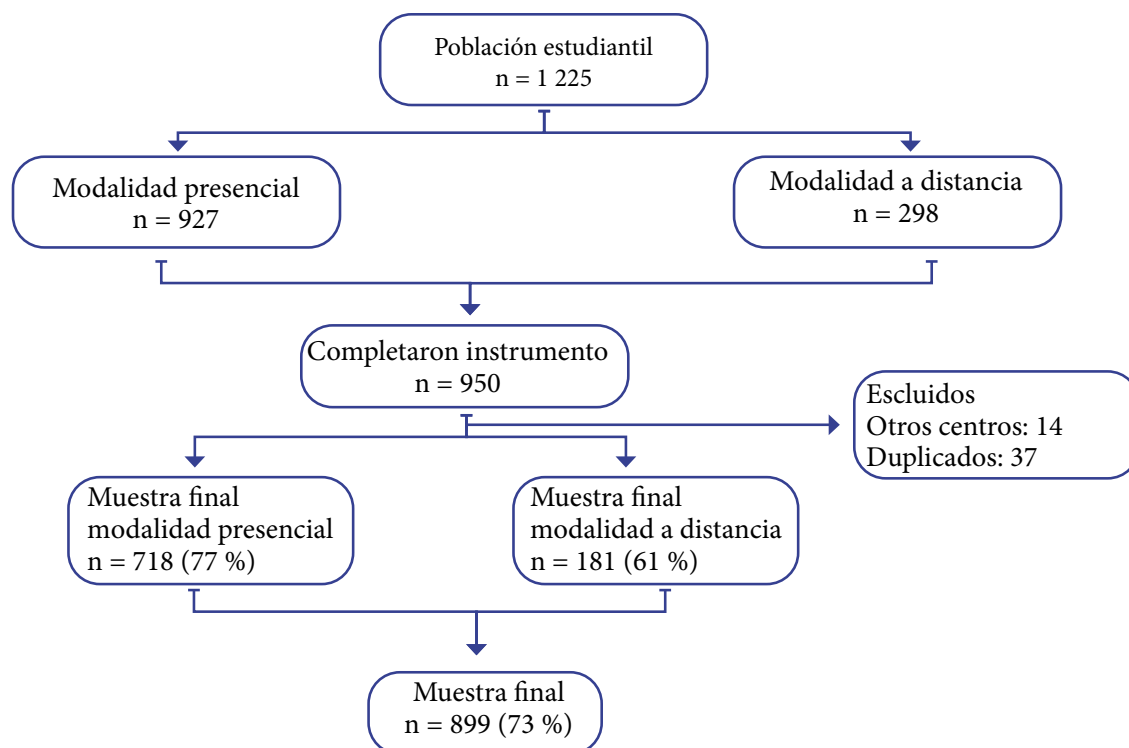 Población estudiantil
n = 1 225
Modalidad presencial
n = 927
Modalidad a distancia
n = 298
Completaron instrumento
n = 950
Escluidos
Otros centros: 14
Duplicados: 37
Muestra final
modalidad presencial
n = 718 (77 %)
Muestra final
modalidad a distancia
n = 181 (61 %)
Muestra final
n = 899 (73 %)